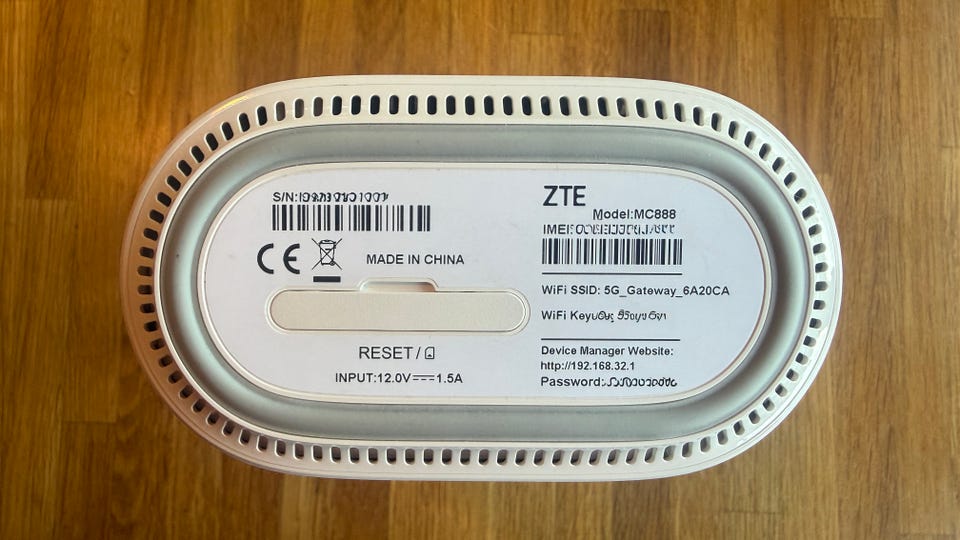 S/N:
MADE IN CHINA
RESET/
INPUT:12.0V⎓1.5A
ZTE
Model:MC888
IMEI:
WiFi SSID: 5G_Gateway_6A20CA
WiFi Key:
Device Manager Website:
http://192.168.32.1
Password: